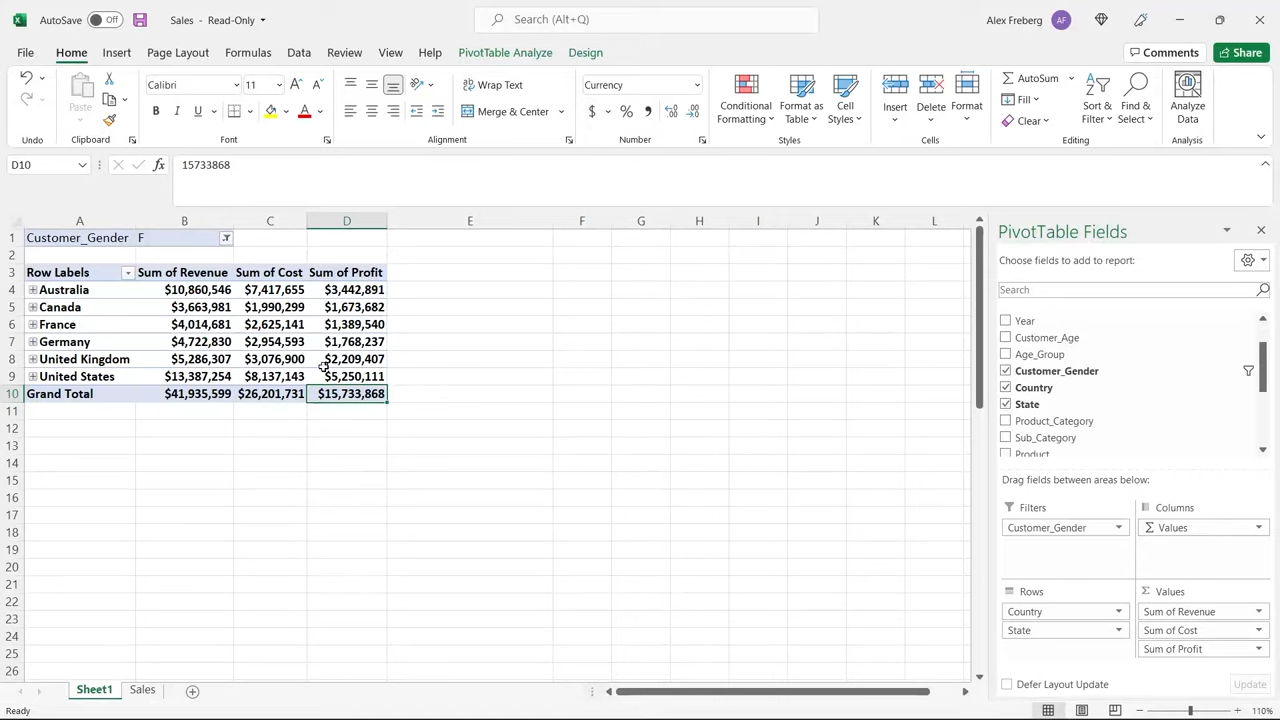 AutoSave Off Sales - Read-Only Search (Alt+Q) Alex Freberg AF
File Home Insert Page Layout Formulas Data Review View Help PivotTable Analyze Design Comments Share
Paste Calibri 11 Wrap Text Currency Conditional Formatting Format as Table Cell Styles Insert Delete Format AutoSum Fill Clear Sort & Filter Find & Select Analyze Data
B I U A Merge & Center $ %
Undo Clipboard Font Alignment Number Styles Cells Editing Analysis
D10 fx 15733868
A B C D E F G H I J K L
1 Customer_Gender F
2
3 Row Labels Sum of Revenue Sum of Cost Sum of Profit
4 Australia $10,860,546 $7,417,655 $3,442,891
5 Canada $3,663,981 $1,990,299 $1,673,682
6 France $4,014,681 $2,625,141 $1,389,540
7 Germany $4,722,830 $2,954,593 $1,768,237
8 United Kingdom $5,286,307 $3,076,900 $2,209,407
9 United States $13,387,254 $8,137,143 $5,250,111
10 Grand Total $41,935,599 $26,201,731 $15,733,868
11
12
13
14
15
16
17
18
19
20
21
22
23
24
25
26
PivotTable Fields
Choose fields to add to report:
Search
Year
Customer_Age
Age_Group
Customer_Gender
Country
State
Product_Category
Sub_Category
Product
Drag fields between areas below:
Filters Columns
Customer_Gender Σ Values
Rows Σ Values
Country Sum of Revenue
State Sum of Cost
Sum of Profit
Defer Layout Update Update
Sheet1 Sales
Ready 110%